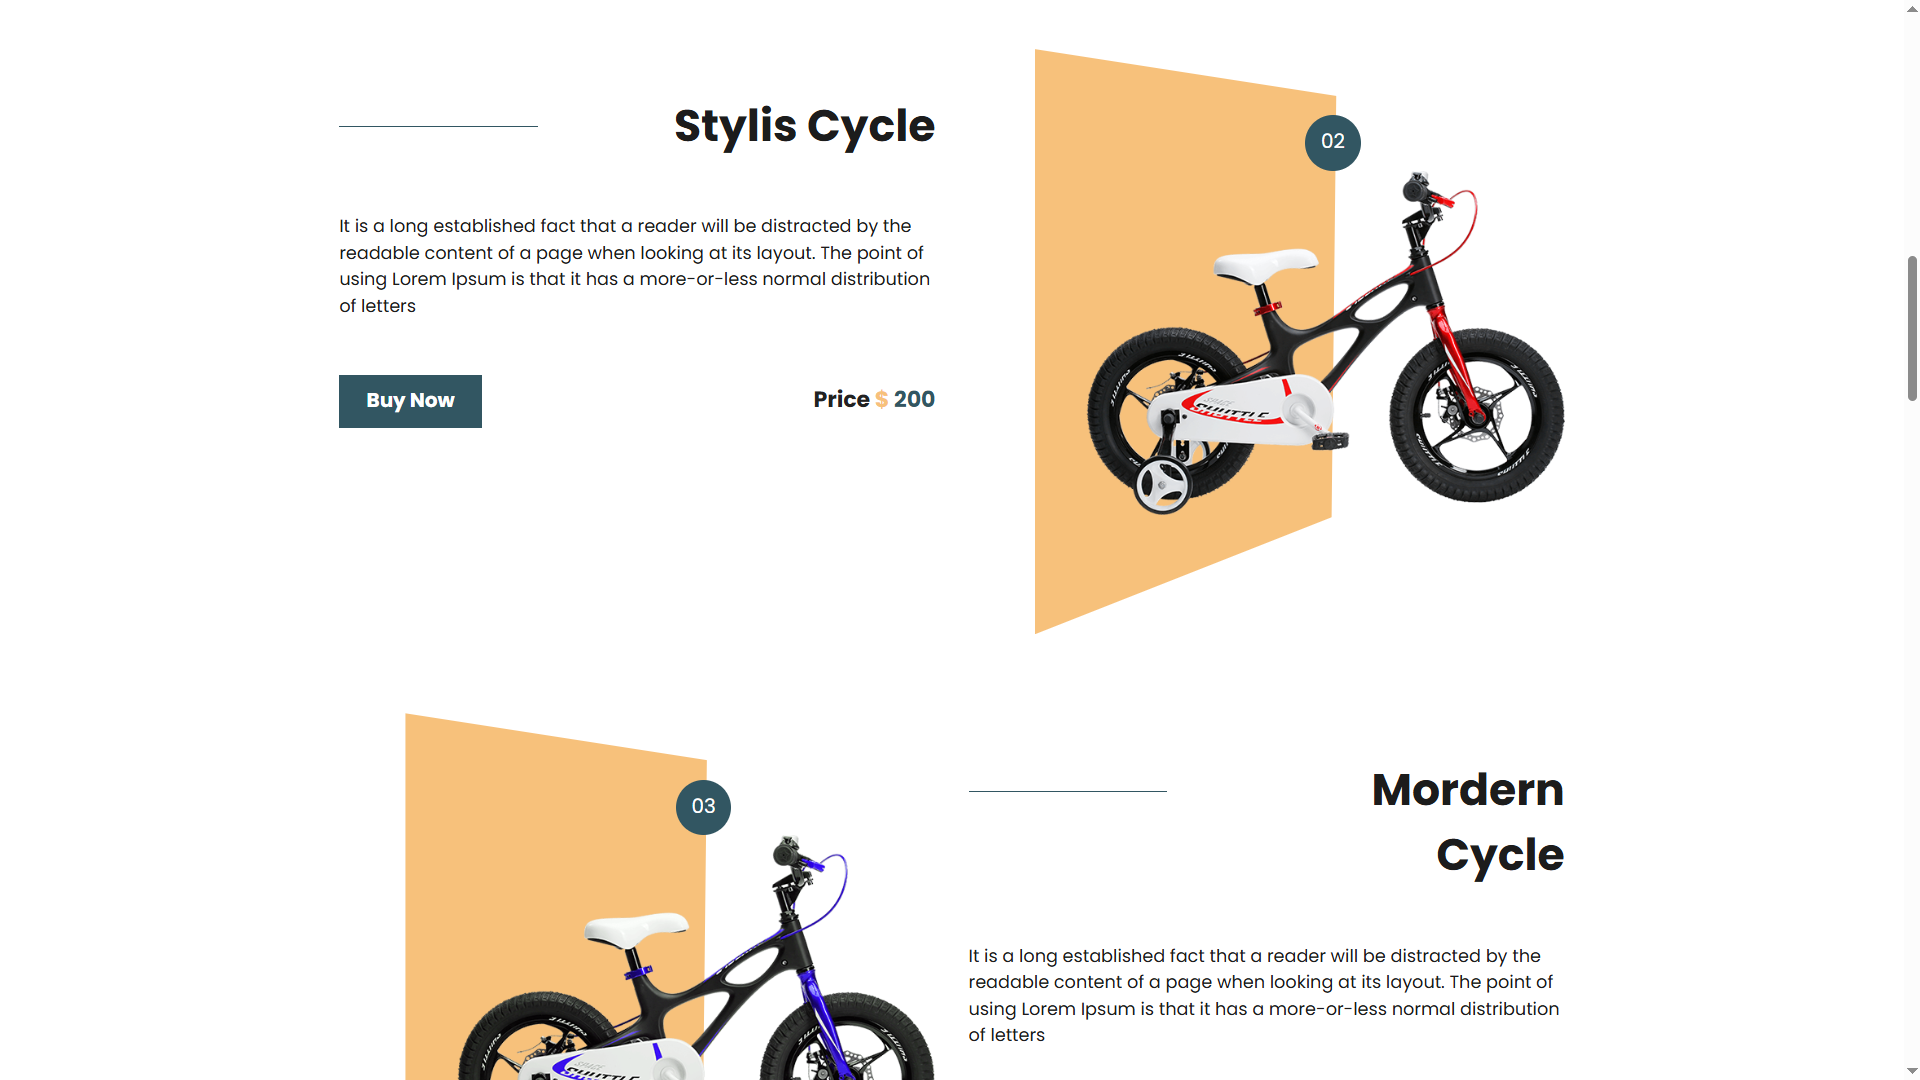 Stylis Cycle
02
It is a long established fact that a reader will be distracted by the
readable content of a page when looking at its layout. The point of
using Lorem Ipsum is that it has a more-or-less normal distribution
of letters
Buy Now
Price $ 200
SPACE
SHUTTLE
03
Mordern
Cycle
It is a long established fact that a reader will be distracted by the
readable content of a page when looking at its layout. The point of
using Lorem Ipsum is that it has a more-or-less normal distribution
of letters
SPACE
SHUTTLE